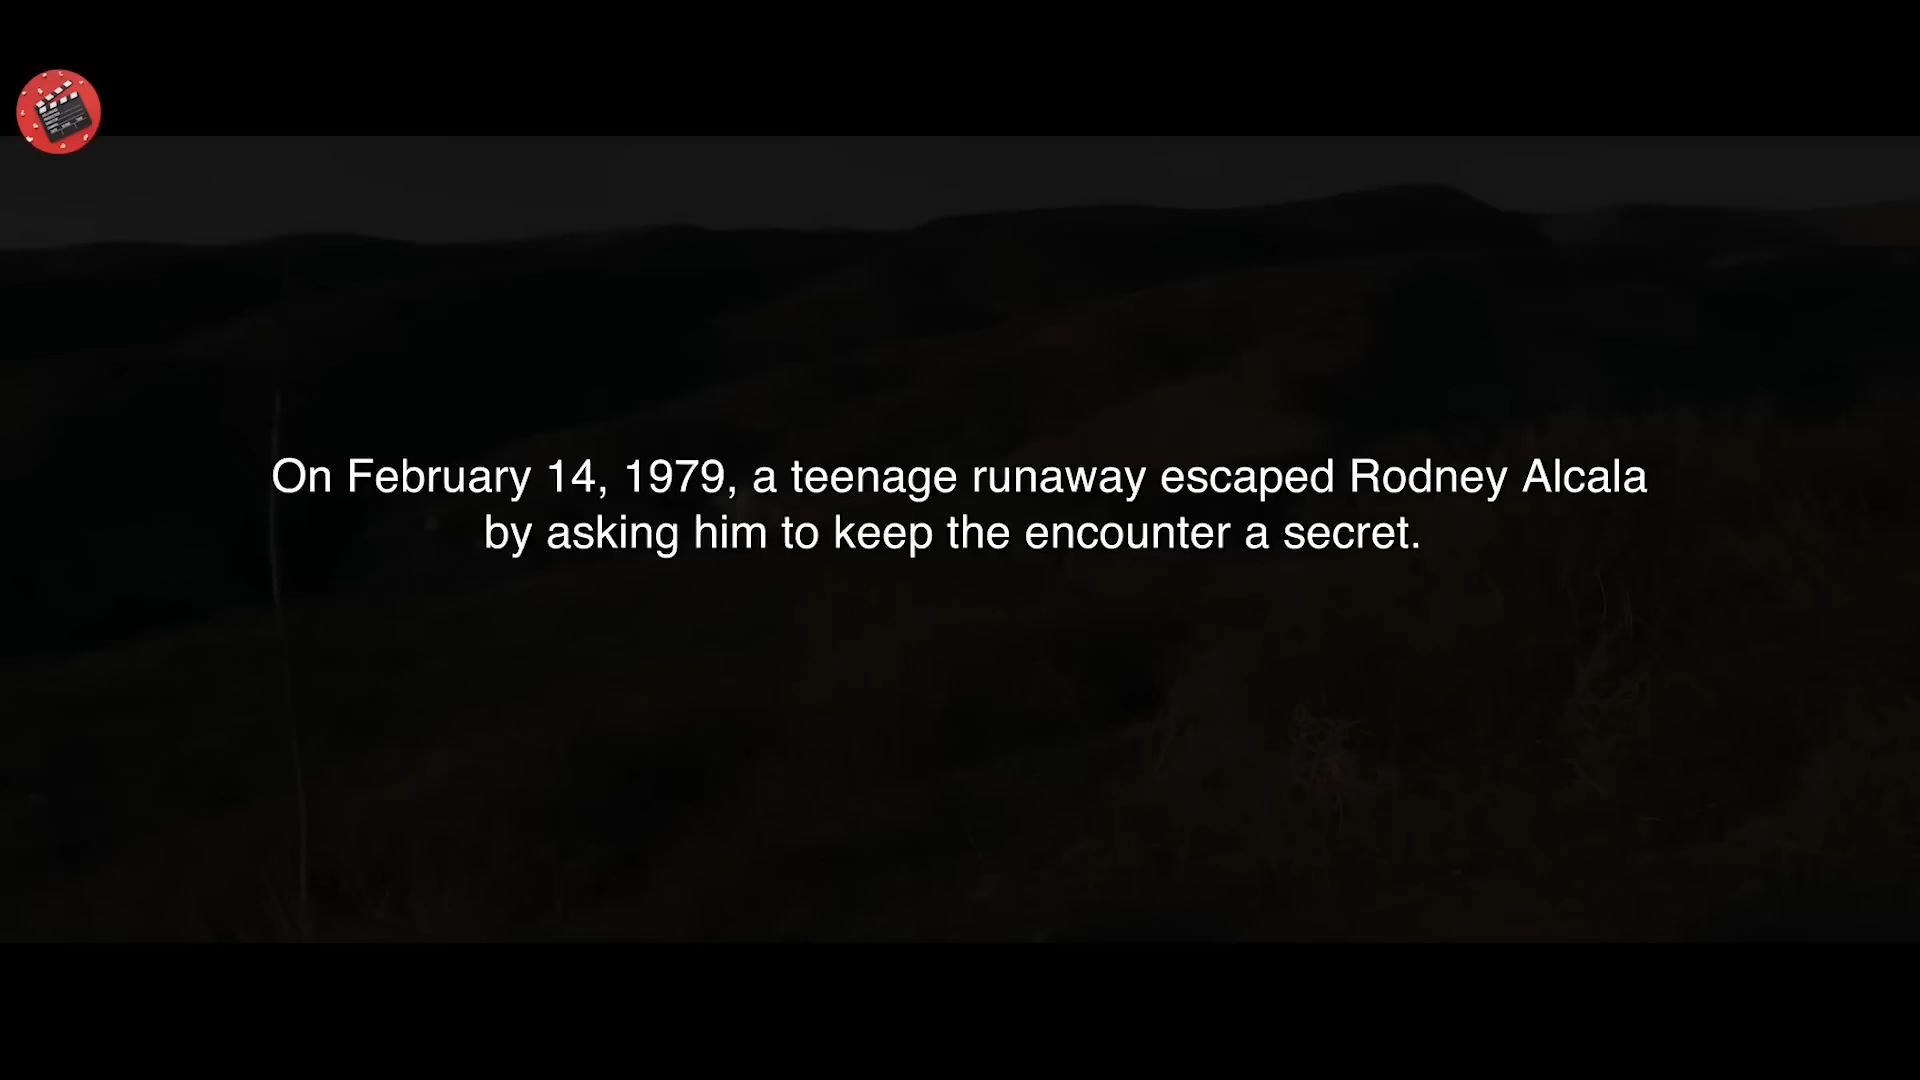 On February 14, 1979, a teenage runaway escaped Rodney Alcala
by asking him to keep the encounter a secret.